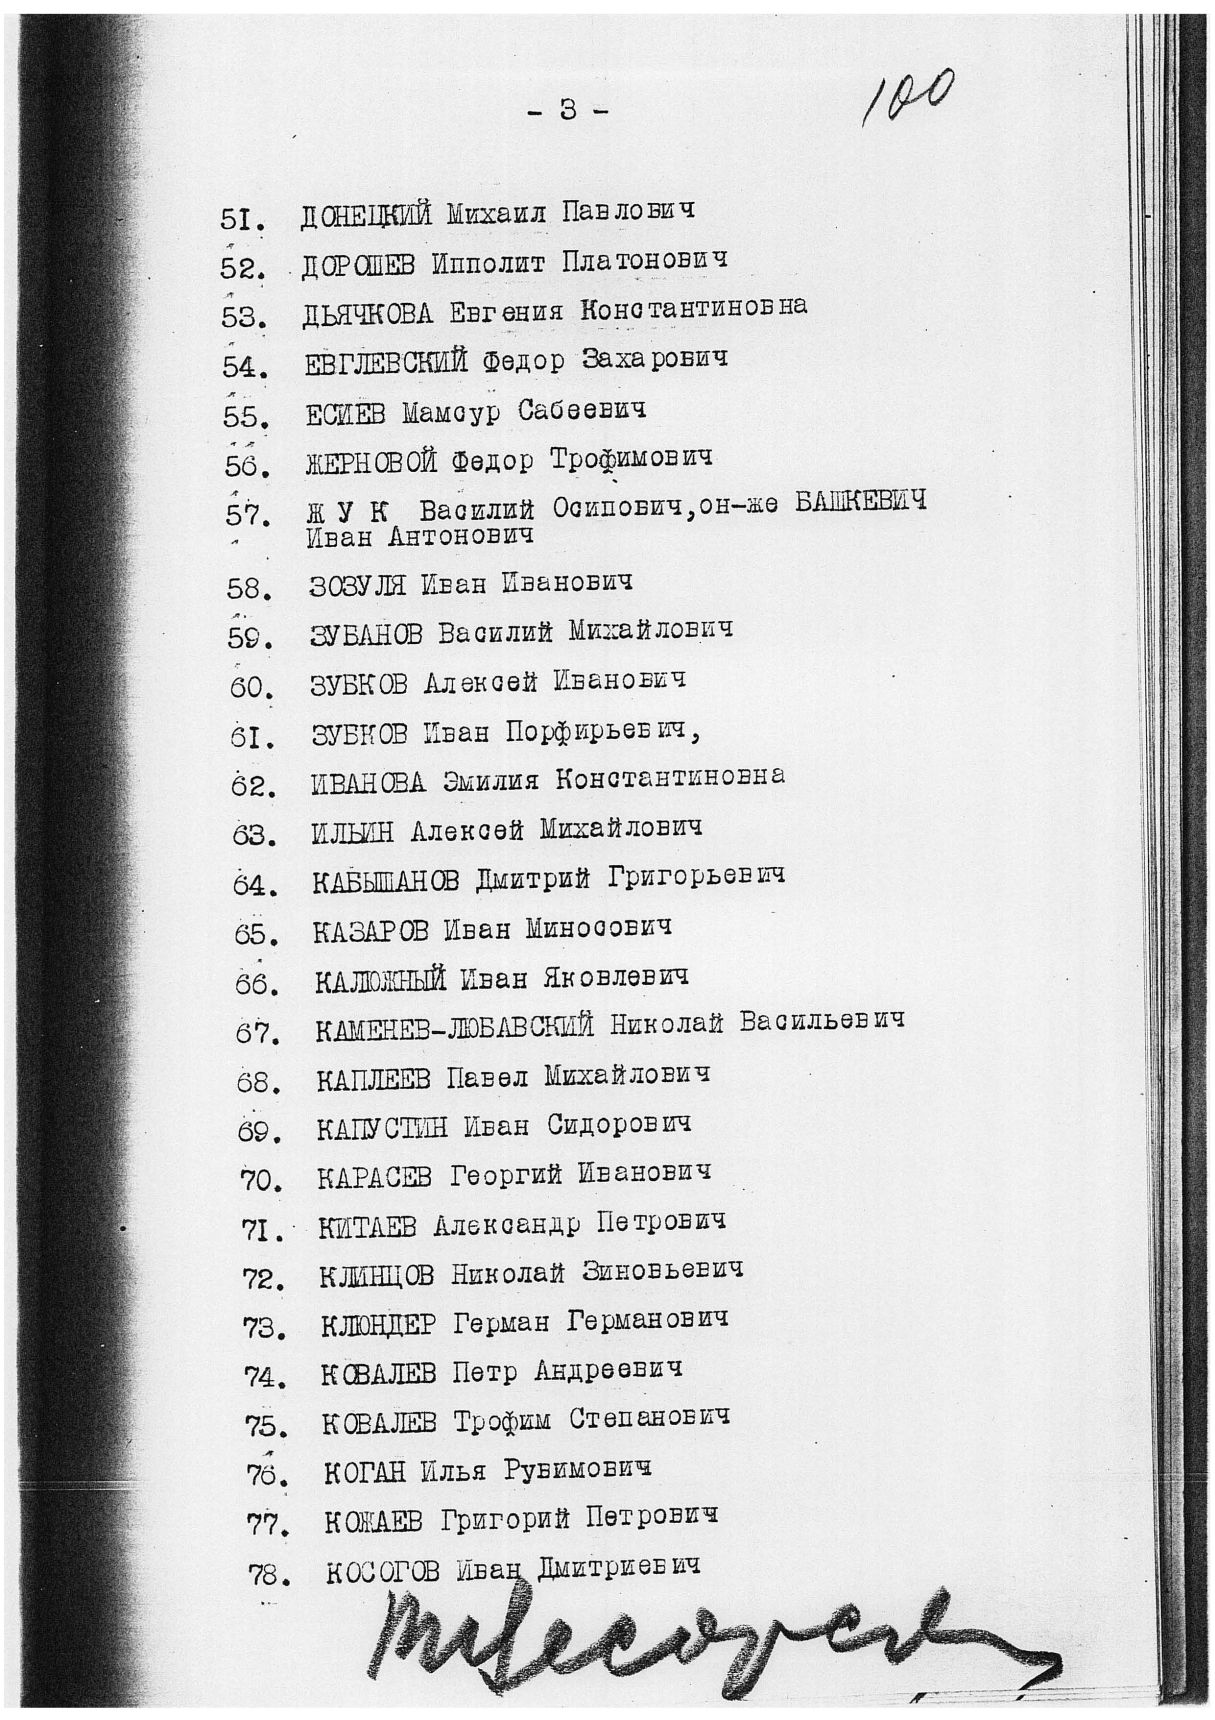 - 3 -
100
51. ДОНЕЦКИЙ Михаил Павлович
52. ДОРОШЕВ Ипполит Платонович
53. ДЬЯЧКОВА Евгения Константиновна
54. ЕВГЛЕВСКИЙ Федор Захарович
55. ЕСИЕВ Мамсур Сабеевич
56. ЖЕРНОВОЙ Федор Трофимович
57. Ж У К Василий Осипович,он-же БАШКЕВИЧ
Иван Антонович
58. ЗОЗУЛЯ Иван Иванович
59. ЗУБАНОВ Василий Михайлович
60. ЗУБКОВ Алексей Иванович
61. ЗУБКОВ Иван Порфирьевич,
62. ИВАНОВА Эмилия Константиновна
63. ИЛЬИН Алексей Михайлович
64. КАБЫШАНОВ Дмитрий Григорьевич
65. КАЗАРОВ Иван Миносович
66. КАЛЮЖНЫЙ Иван Яковлевич
67. КАМЕНЕВ-ЛЮБАВСКИЙ Николай Васильевич
68. КАПЛЕЕВ Павел Михайлович
69. КАПУСТИН Иван Сидорович
70. КАРАСЕВ Георгий Иванович
71. КИТАЕВ Александр Петрович
72. КЛИНЦОВ Николай Зиновьевич
73. КЛЮНДЕР Герман Германович
74. КОВАЛЕВ Петр Андреевич
75. КОВАЛЕВ Трофим Степанович
76. КОГАН Илья Рувимович
77. КОЖАЕВ Григорий Петрович
78. КОСОГОВ Иван Дмитриевич